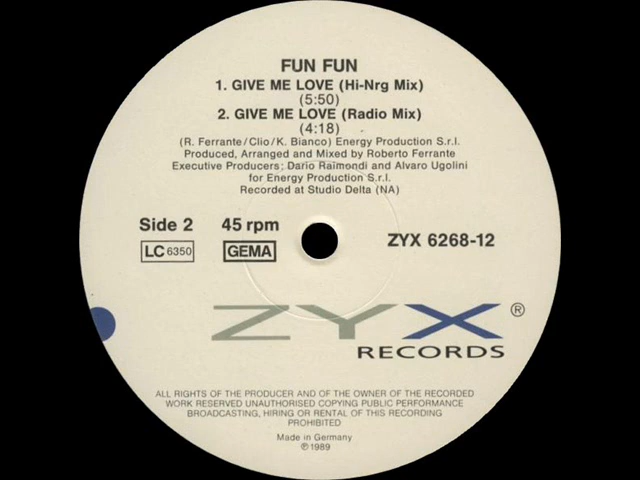 FUN FUN
1. GIVE ME LOVE (Hi-Nrg Mix)
(5:50)
2. GIVE ME LOVE (Radio Mix)
(4:18)
(R. Ferrante/Clio/K. Bianco) Energy Production S.r.l.
Produced, Arranged and Mixed by Roberto Ferrante
Executive Producers; Dario Raimondi and Alvaro Ugolini
for Energy Production S.r.l.
Recorded at Studio Delta (NA)
Side 2 45 rpm
LC 6350 GEMA ZYX 6268-12
ZYX ®
RECORDS
ALL RIGHTS OF THE PRODUCER AND OF THE OWNER OF THE RECORDED
WORK RESERVED UNAUTHORISED COPYING PUBLIC PERFORMANCE
BROADCASTING, HIRING OR RENTAL OF THIS RECORDING
PROHIBITED
Made in Germany
℗ 1989